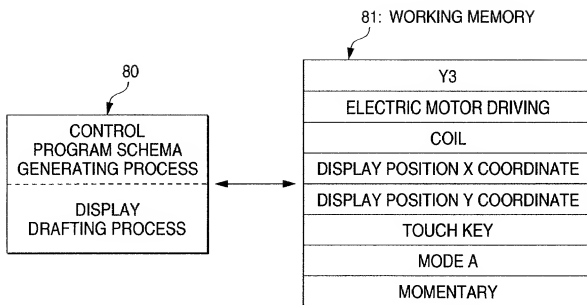 80
CONTROL
PROGRAM SCHEMA
GENERATING PROCESS
DISPLAY
DRAFTING PROCESS
81: WORKING MEMORY
Y3
ELECTRIC MOTOR DRIVING
COIL
DISPLAY POSITION X COORDINATE
DISPLAY POSITION Y COORDINATE
TOUCH KEY
MODE A
MOMENTARY